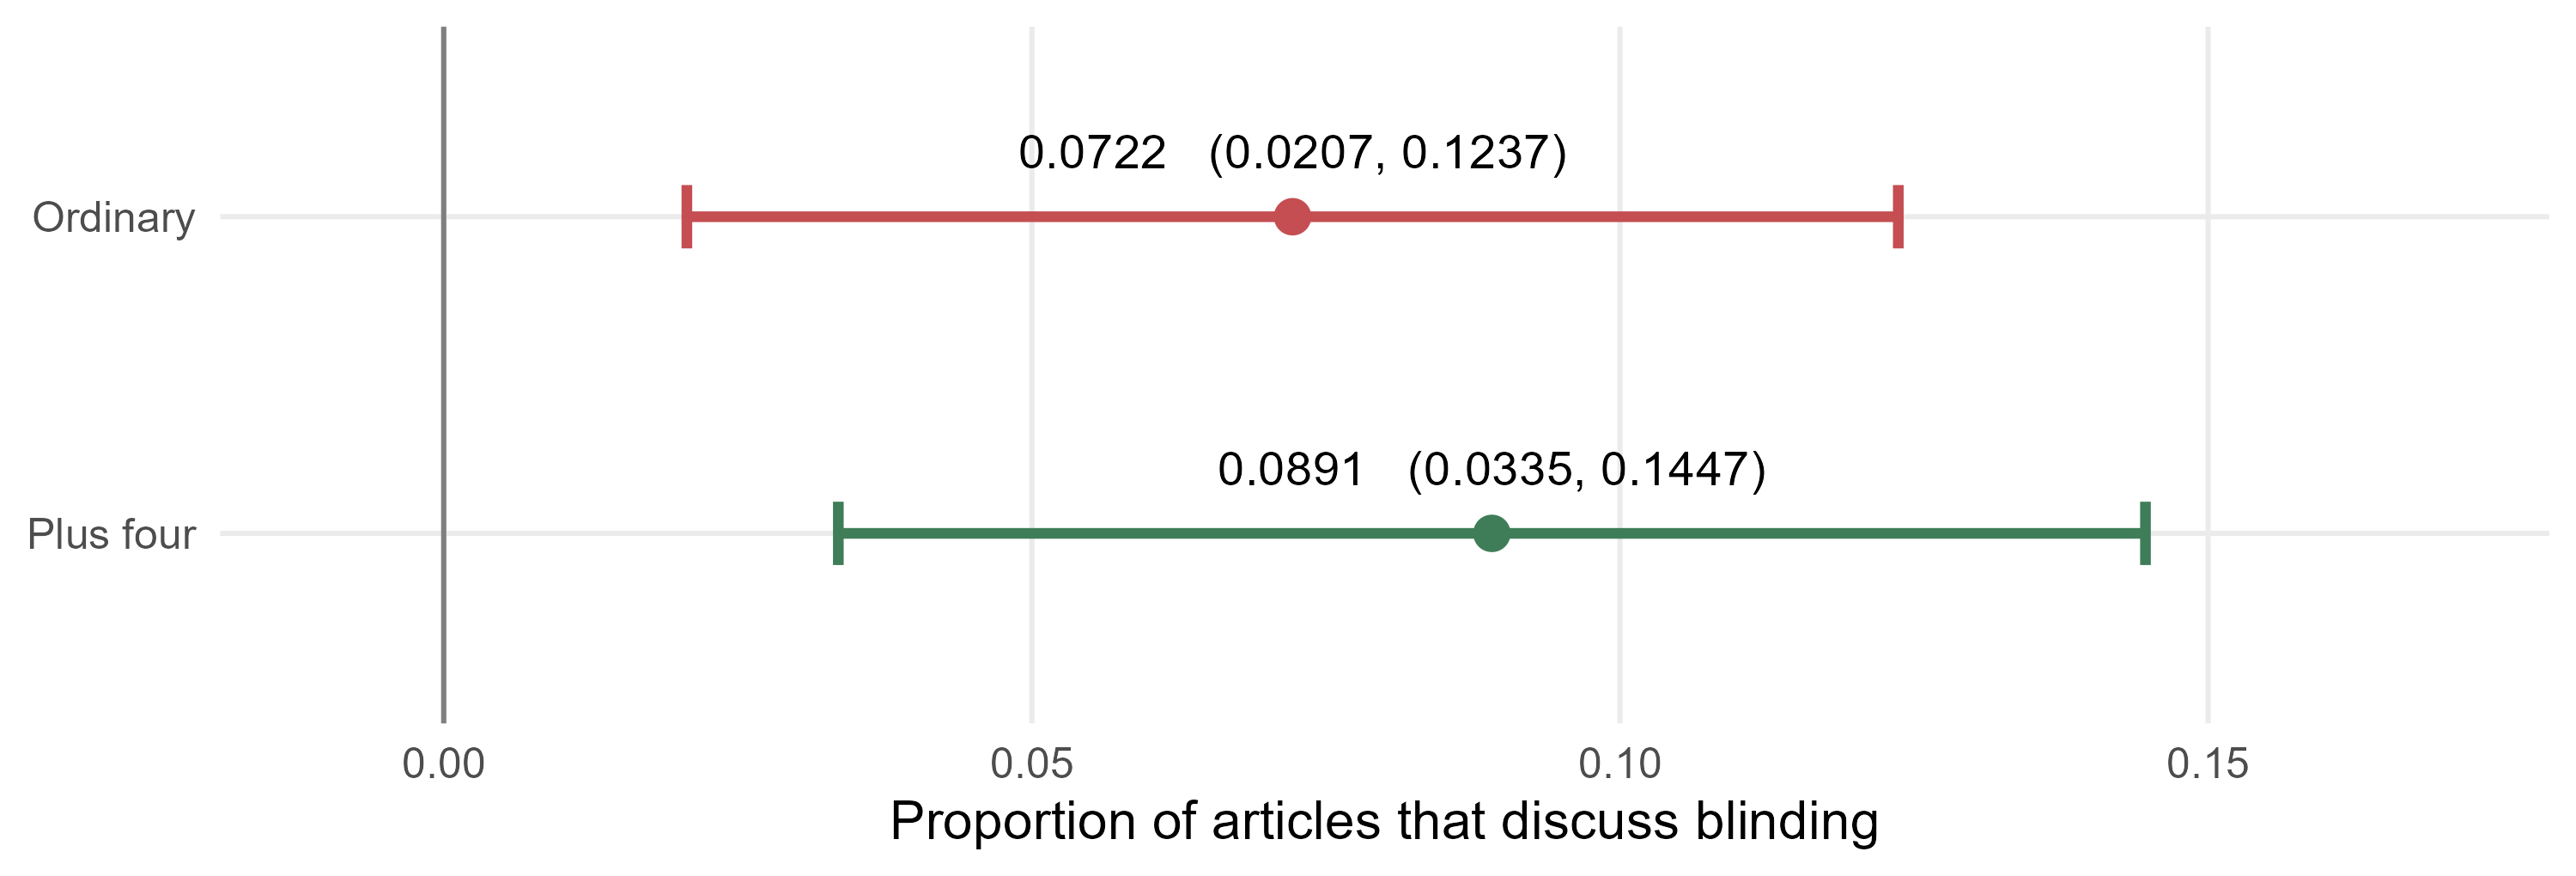 0.0722 (0.0207, 0.1237)
Ordinary
0.0891 (0.0335, 0.1447)
Plus four
0.00 0.05 0.10 0.15
Proportion of articles that discuss blinding